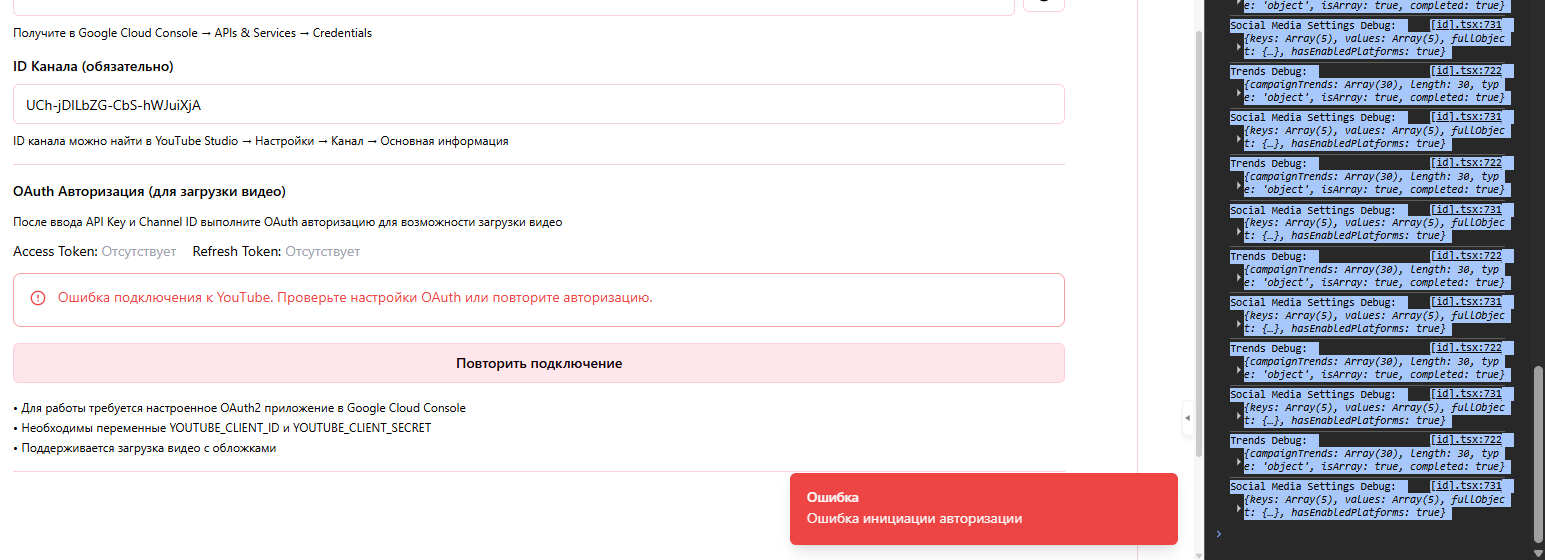 Получите в Google Cloud Console → APIs & Services → Credentials
ID Канала (обязательно)
UCh-jDILbZG-CbS-hWJuiXjA
ID канала можно найти в YouTube Studio → Настройки → Канал → Основная информация
OAuth Авторизация (для загрузки видео)
После ввода API Key и Channel ID выполните OAuth авторизацию для возможности загрузки видео
Access Token: Отсутствует Refresh Token: Отсутствует
Ошибка подключения к YouTube. Проверьте настройки OAuth или повторите авторизацию.
Повторить подключение
• Для работы требуется настроенное OAuth2 приложение в Google Cloud Console
• Необходимы переменные YOUTUBE_CLIENT_ID и YOUTUBE_CLIENT_SECRET
• Поддерживается загрузка видео с обложками
Ошибка
Ошибка инициации авторизации
e: 'object', isArray: true, completed: true}
Social Media Settings Debug: [id].tsx:731
{keys: Array(5), values: Array(5), fullObjec
t: {…}, hasEnabledPlatforms: true}
Trends Debug: [id].tsx:722
{campaignTrends: Array(30), length: 30, typ
e: 'object', isArray: true, completed: true}
Social Media Settings Debug: [id].tsx:731
{keys: Array(5), values: Array(5), fullObjec
t: {…}, hasEnabledPlatforms: true}
Trends Debug: [id].tsx:722
{campaignTrends: Array(30), length: 30, typ
e: 'object', isArray: true, completed: true}
Social Media Settings Debug: [id].tsx:731
{keys: Array(5), values: Array(5), fullObjec
t: {…}, hasEnabledPlatforms: true}
Trends Debug: [id].tsx:722
{campaignTrends: Array(30), length: 30, typ
e: 'object', isArray: true, completed: true}
Social Media Settings Debug: [id].tsx:731
{keys: Array(5), values: Array(5), fullObjec
t: {…}, hasEnabledPlatforms: true}
Trends Debug: [id].tsx:722
{campaignTrends: Array(30), length: 30, typ
e: 'object', isArray: true, completed: true}
Social Media Settings Debug: [id].tsx:731
{keys: Array(5), values: Array(5), fullObjec
t: {…}, hasEnabledPlatforms: true}
Trends Debug: [id].tsx:722
{campaignTrends: Array(30), length: 30, typ
e: 'object', isArray: true, completed: true}
Social Media Settings Debug: [id].tsx:731
{keys: Array(5), values: Array(5), fullObjec
t: {…}, hasEnabledPlatforms: true}